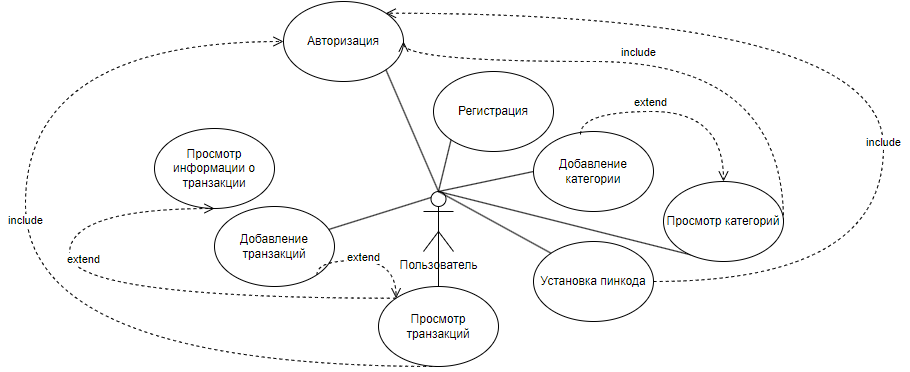 Авторизация
include
extend
Регистрация
include
Просмотр
информации о
транзакции
Добавление
категории
include
Просмотр категорий
Добавление
транзакций
extend
extend
Пользователь
Установка пинкода
Просмотр
транзакций